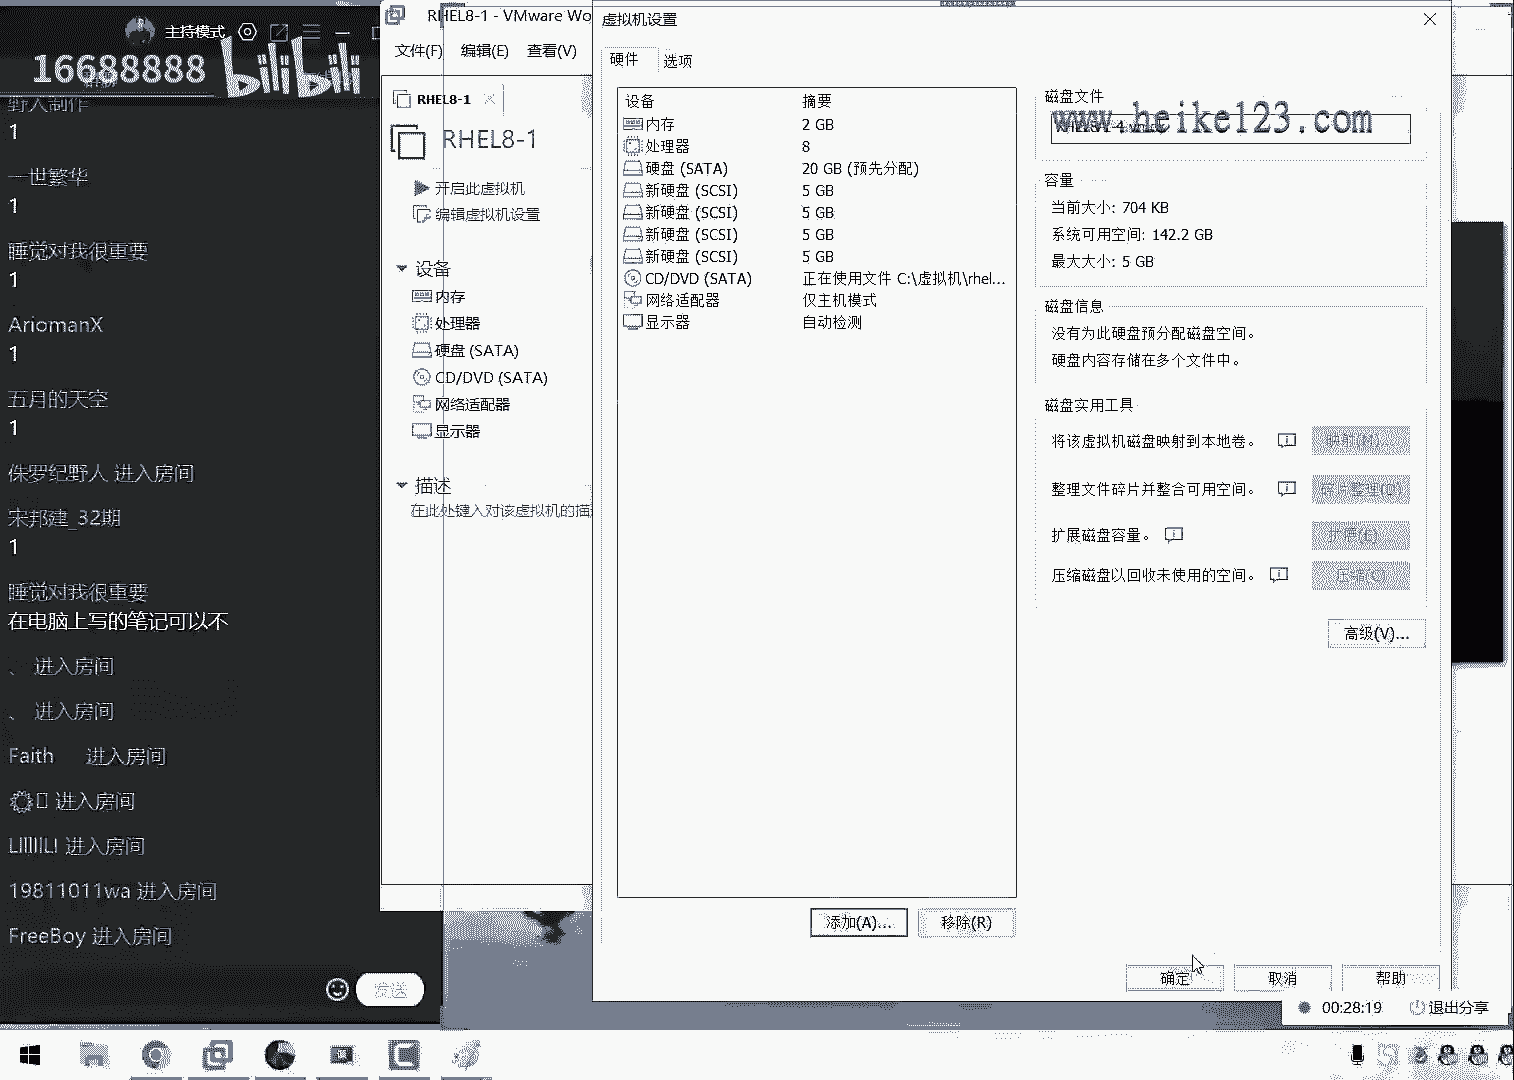 主持模式
16688888 bilibili
野人制作
1
一世繁华
1
睡觉对我很重要
1
AriomanX
1
五月的天空
1
侏罗纪野人 进入房间
宋邦建_32期
1
睡觉对我很重要
在电脑上写的笔记可以不
、 进入房间
、 进入房间
Faith 进入房间
进入房间
LIIIIILI 进入房间
19811011wa 进入房间
FreeBoy 进入房间
发送
RHEL8-1 - VMware Wo
文件(F) 编辑(E) 查看(V)
RHEL8-1
RHEL8-1
开启此虚拟机
编辑虚拟机设置
设备
内存
处理器
硬盘 (SATA)
CD/DVD (SATA)
网络适配器
显示器
描述
在此处键入对该虚拟机的描
虚拟机设置
硬件 选项
设备 摘要
内存 2 GB
处理器 8
硬盘 (SATA) 20 GB (预先分配)
新硬盘 (SCSI) 5 GB
新硬盘 (SCSI) 5 GB
新硬盘 (SCSI) 5 GB
新硬盘 (SCSI) 5 GB
CD/DVD (SATA) 正在使用文件 C:\虚拟机\rhel...
网络适配器 仅主机模式
显示器 自动检测
添加(A)... 移除(R)
磁盘文件
www.heike123.com
容量
当前大小: 704 KB
系统可用空间: 142.2 GB
最大大小: 5 GB
磁盘信息
没有为此硬盘预分配磁盘空间。
硬盘内容存储在多个文件中。
磁盘实用工具
将该虚拟机磁盘映射到本地卷。 映射(M)...
整理文件碎片并整合可用空间。 碎片整理(D)
扩展磁盘容量。 扩展(E)...
压缩磁盘以回收未使用的空间。 压缩(C)
高级(V)...
确定 取消 帮助
00:28:19 退出分享